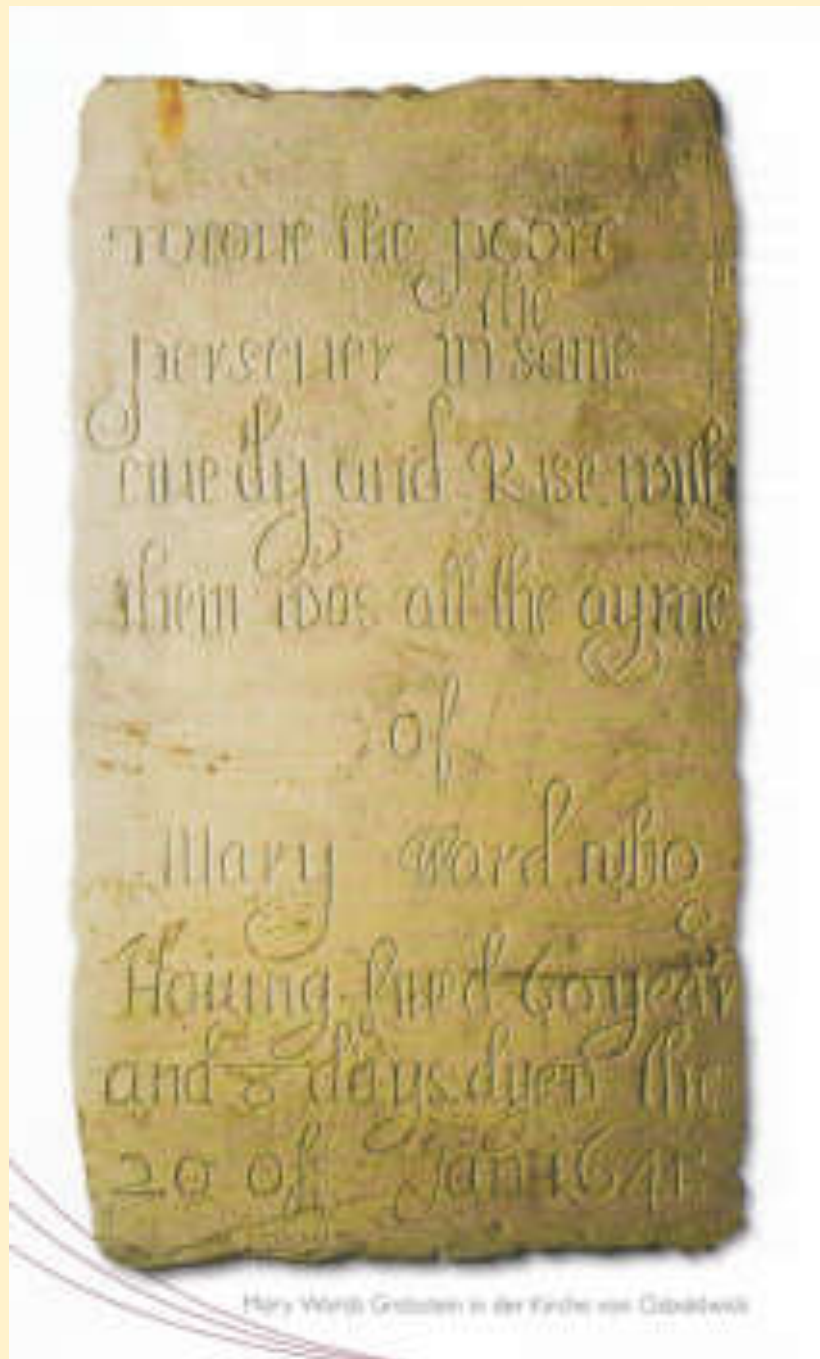 To love the poore
the
persever in same
live dy and Rise with
them was all the ayme
of
Mary Ward who
Having lived 60 years
and 8 days dyed the
20 of Jan 1641
Mary Wards Grabstein in der Kirche von Osbaldwick